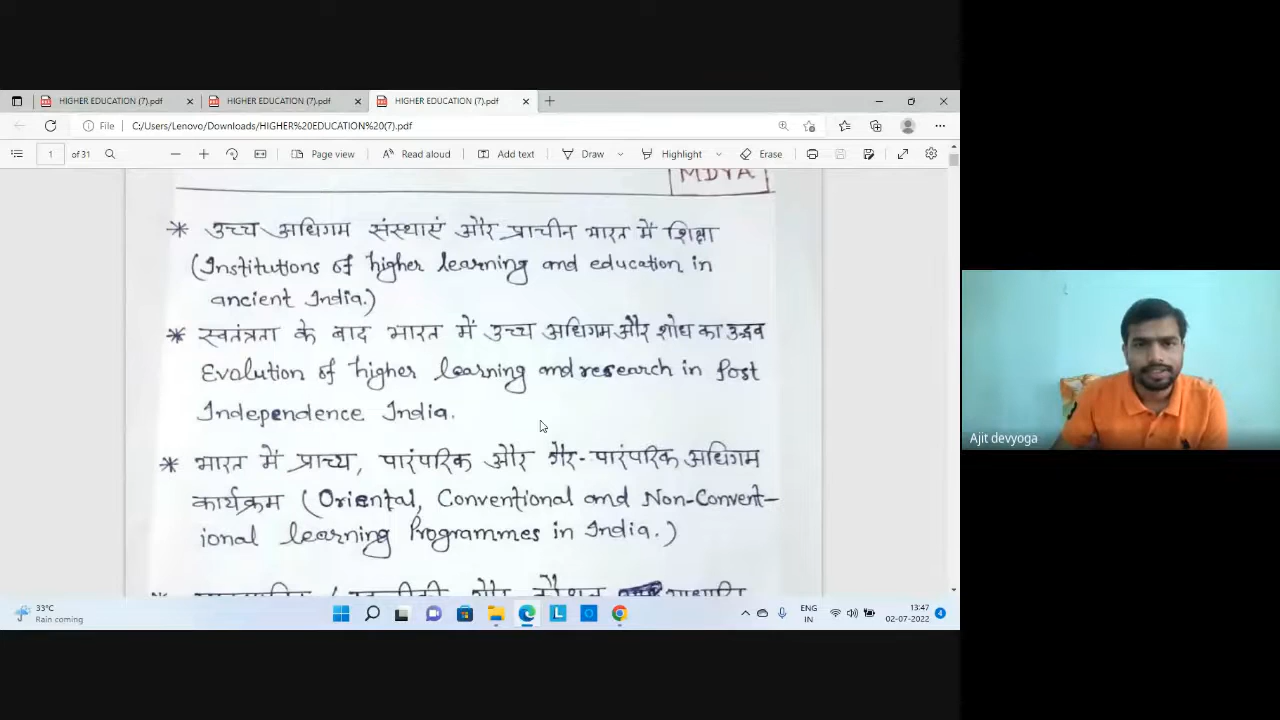 HIGHER EDUCATION (7).pdf
HIGHER EDUCATION (7).pdf
HIGHER EDUCATION (7).pdf
File C:/Users/Lenovo/Downloads/HIGHER%20EDUCATION%20(7).pdf
1 of 31 Page view Read aloud Add text Draw Highlight Erase
MDYA
* उच्च अधिगम संस्थाएं और प्राचीन भारत में शिक्षा
(Institutions of higher learning and education in
ancient India.)
* स्वतंत्रता के बाद भारत में उच्च अधिगम और शोध का उद्भव
Evalution of higher learning and research in Post
Independence India.
* भारत में प्राच्य, पारंपरिक और गैर-पारंपरिक अधिगम
कार्यक्रम (Oriental, Conventional and Non-Convent-
ional learning Programmes in India.)
Ajit devyoga
33°C
Rain coming
ENG
IN
13:47
02-07-2022
4